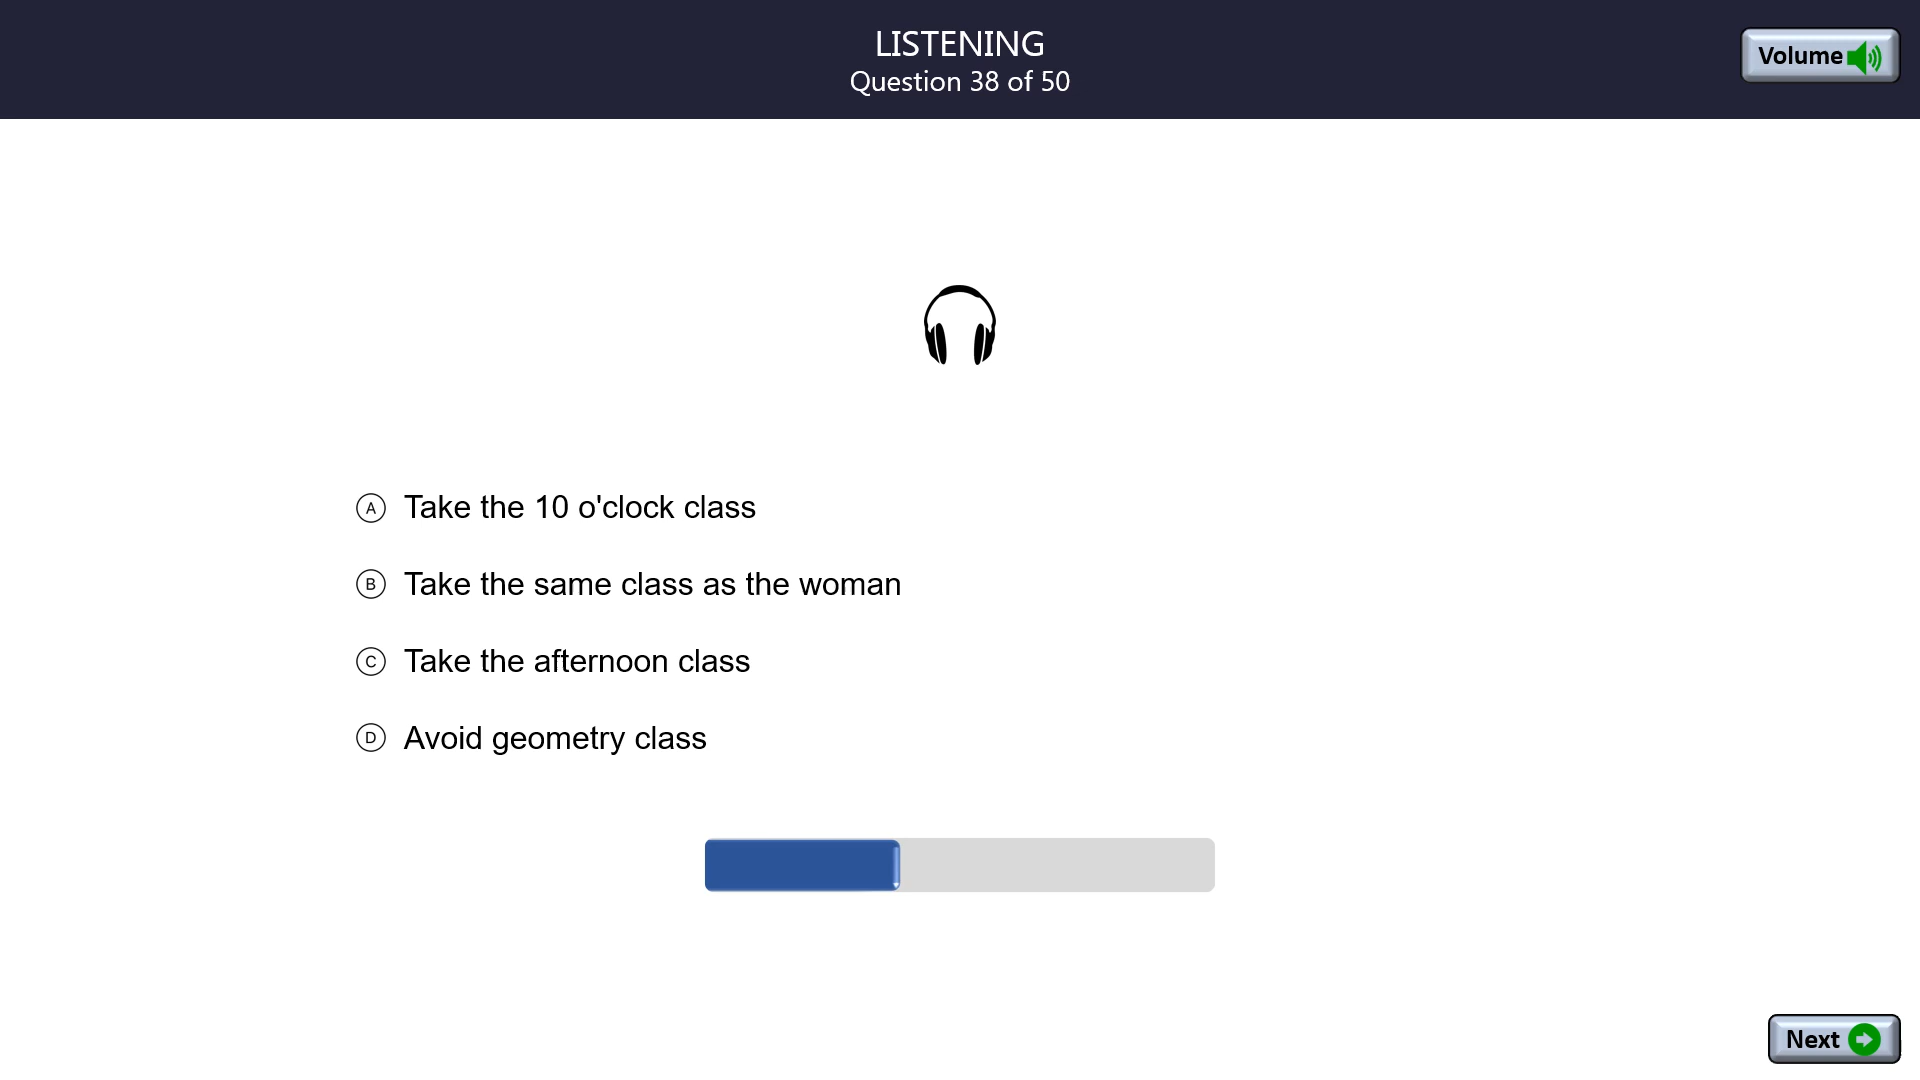 LISTENING
Question 38 of 50
Volume
A Take the 10 o'clock class
B Take the same class as the woman
C Take the afternoon class
D Avoid geometry class
Next